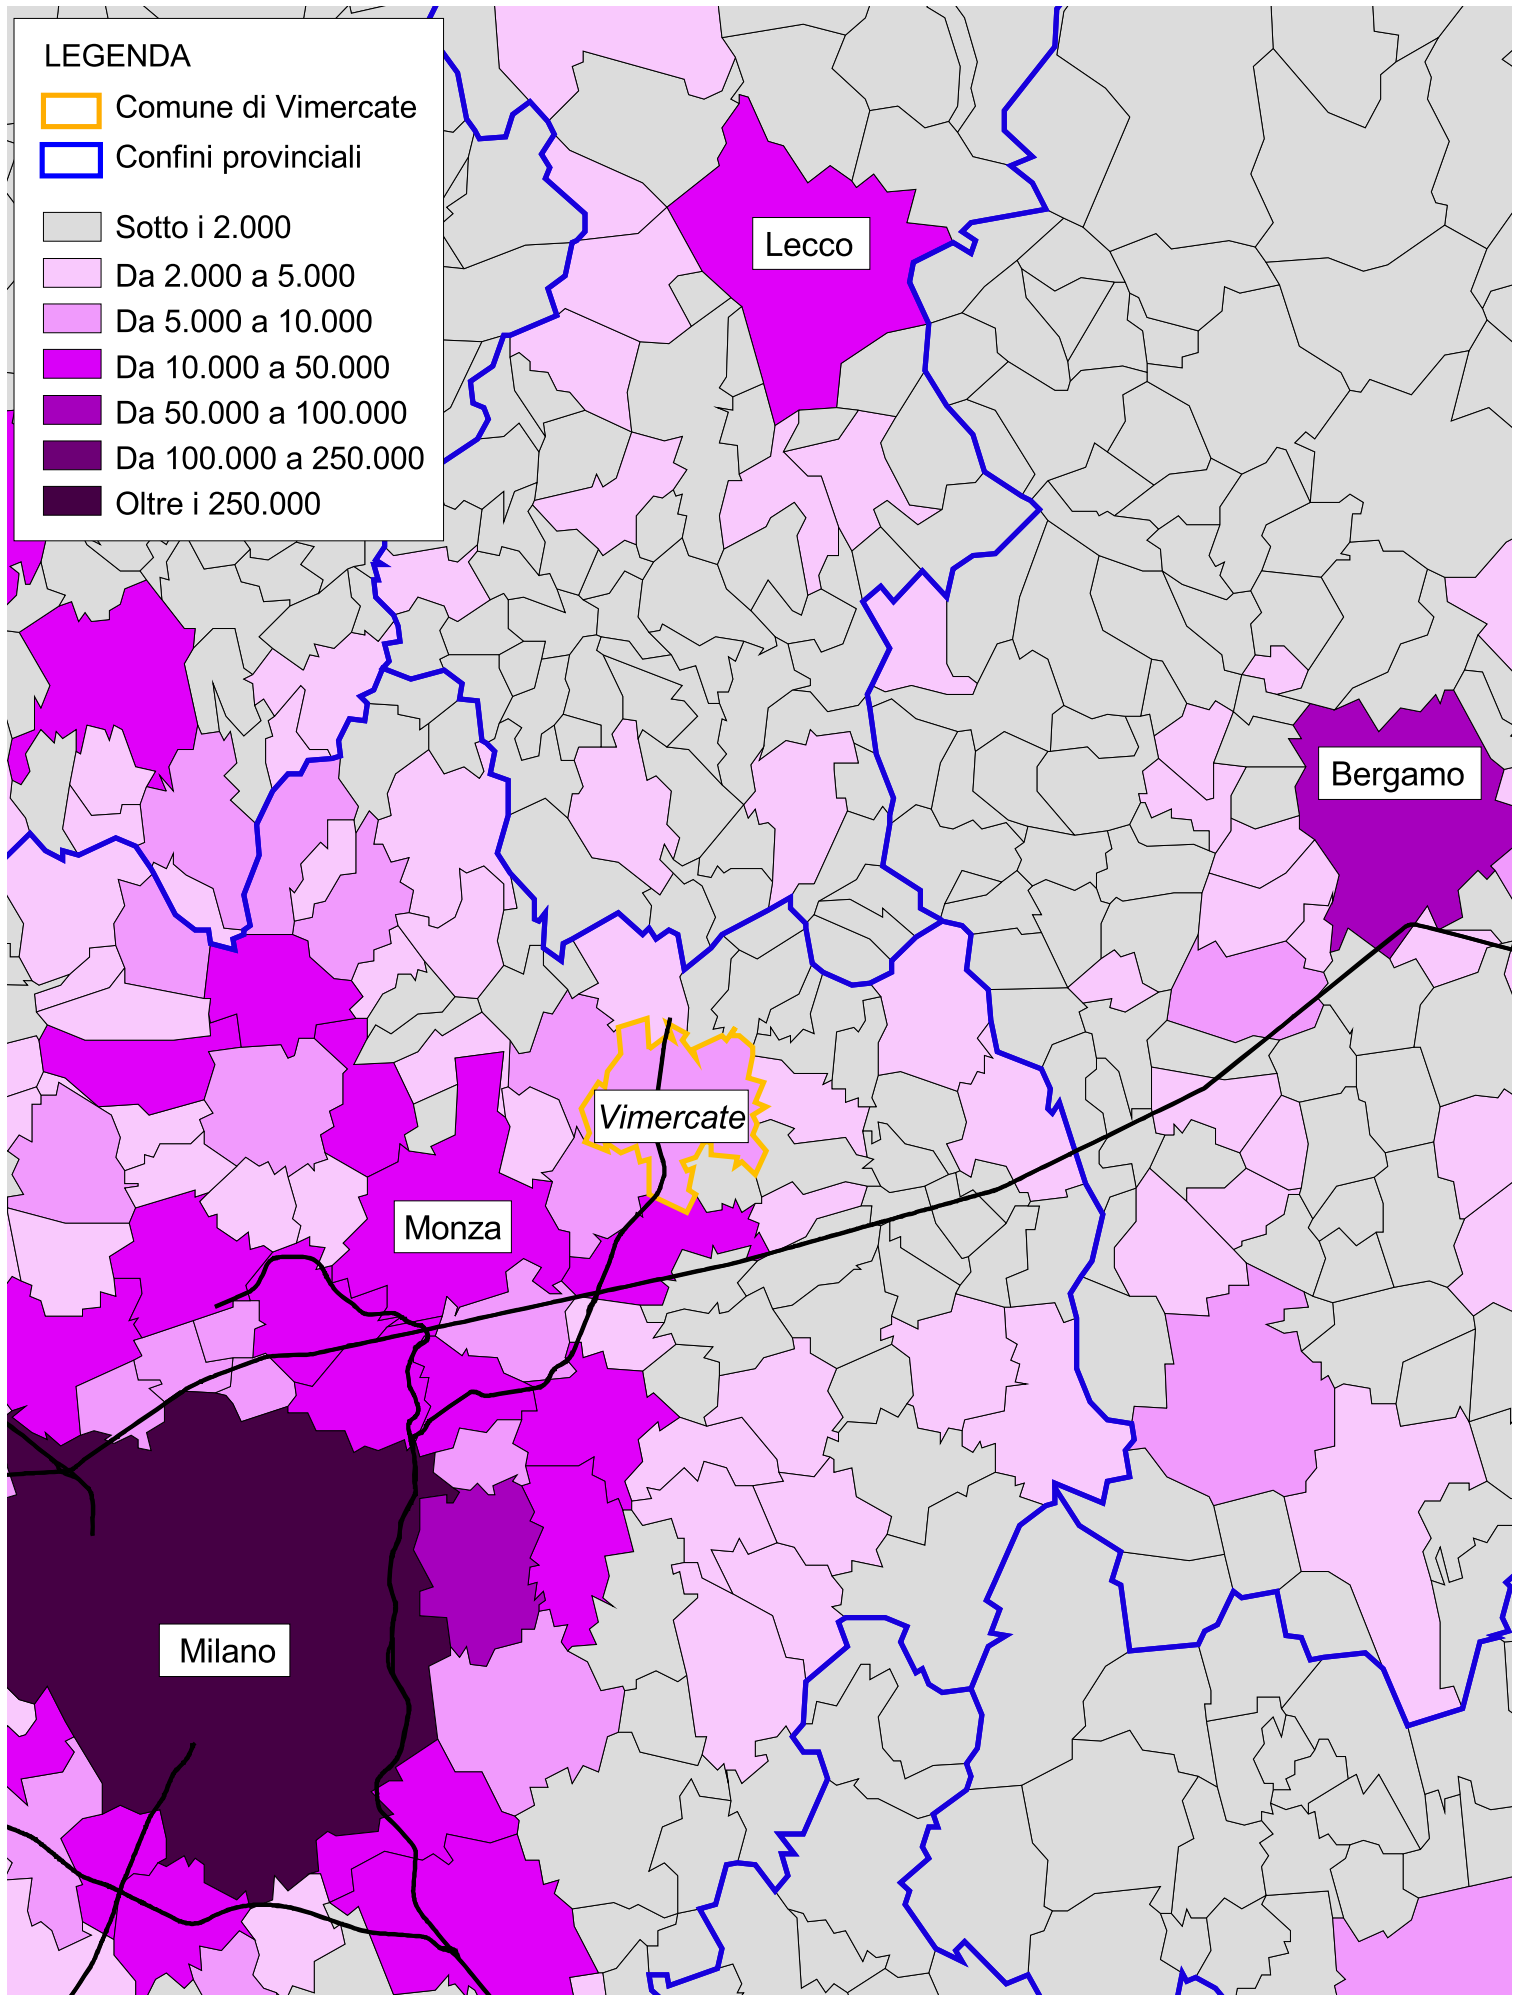 LEGENDA
Comune di Vimercate
Confini provinciali
Sotto i 2.000
Da 2.000 a 5.000
Da 5.000 a 10.000
Da 10.000 a 50.000
Da 50.000 a 100.000
Da 100.000 a 250.000
Oltre i 250.000
Lecco
Bergamo
Vimercate
Monza
Milano